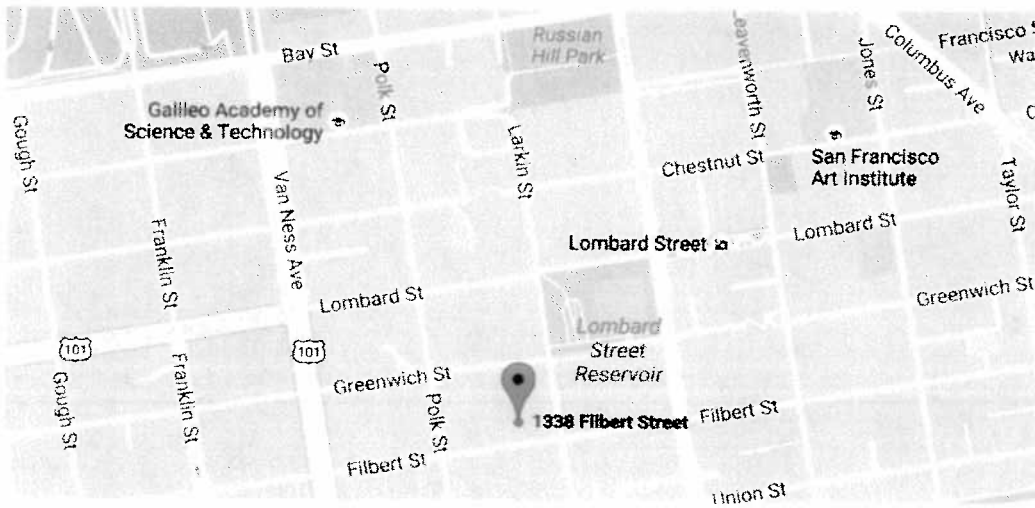 Bay St
Russian
Hill Park
Polk St
Leavenworth St
Jones St
Columbus Ave
Francisco S
Wa
Galileo Academy of
Science & Technology
Gough St
Larkin St
Chestnut St
San Francisco
Art Institute
Taylor St
Van Ness Ave
Franklin St
Lombard Street
Lombard St
Lombard St
Greenwich St
Lombard
Street
Reservoir
101
101
Gough St
Franklin St
Greenwich St
Polk St
1338 Filbert Street
Filbert St
Filbert St
Union St